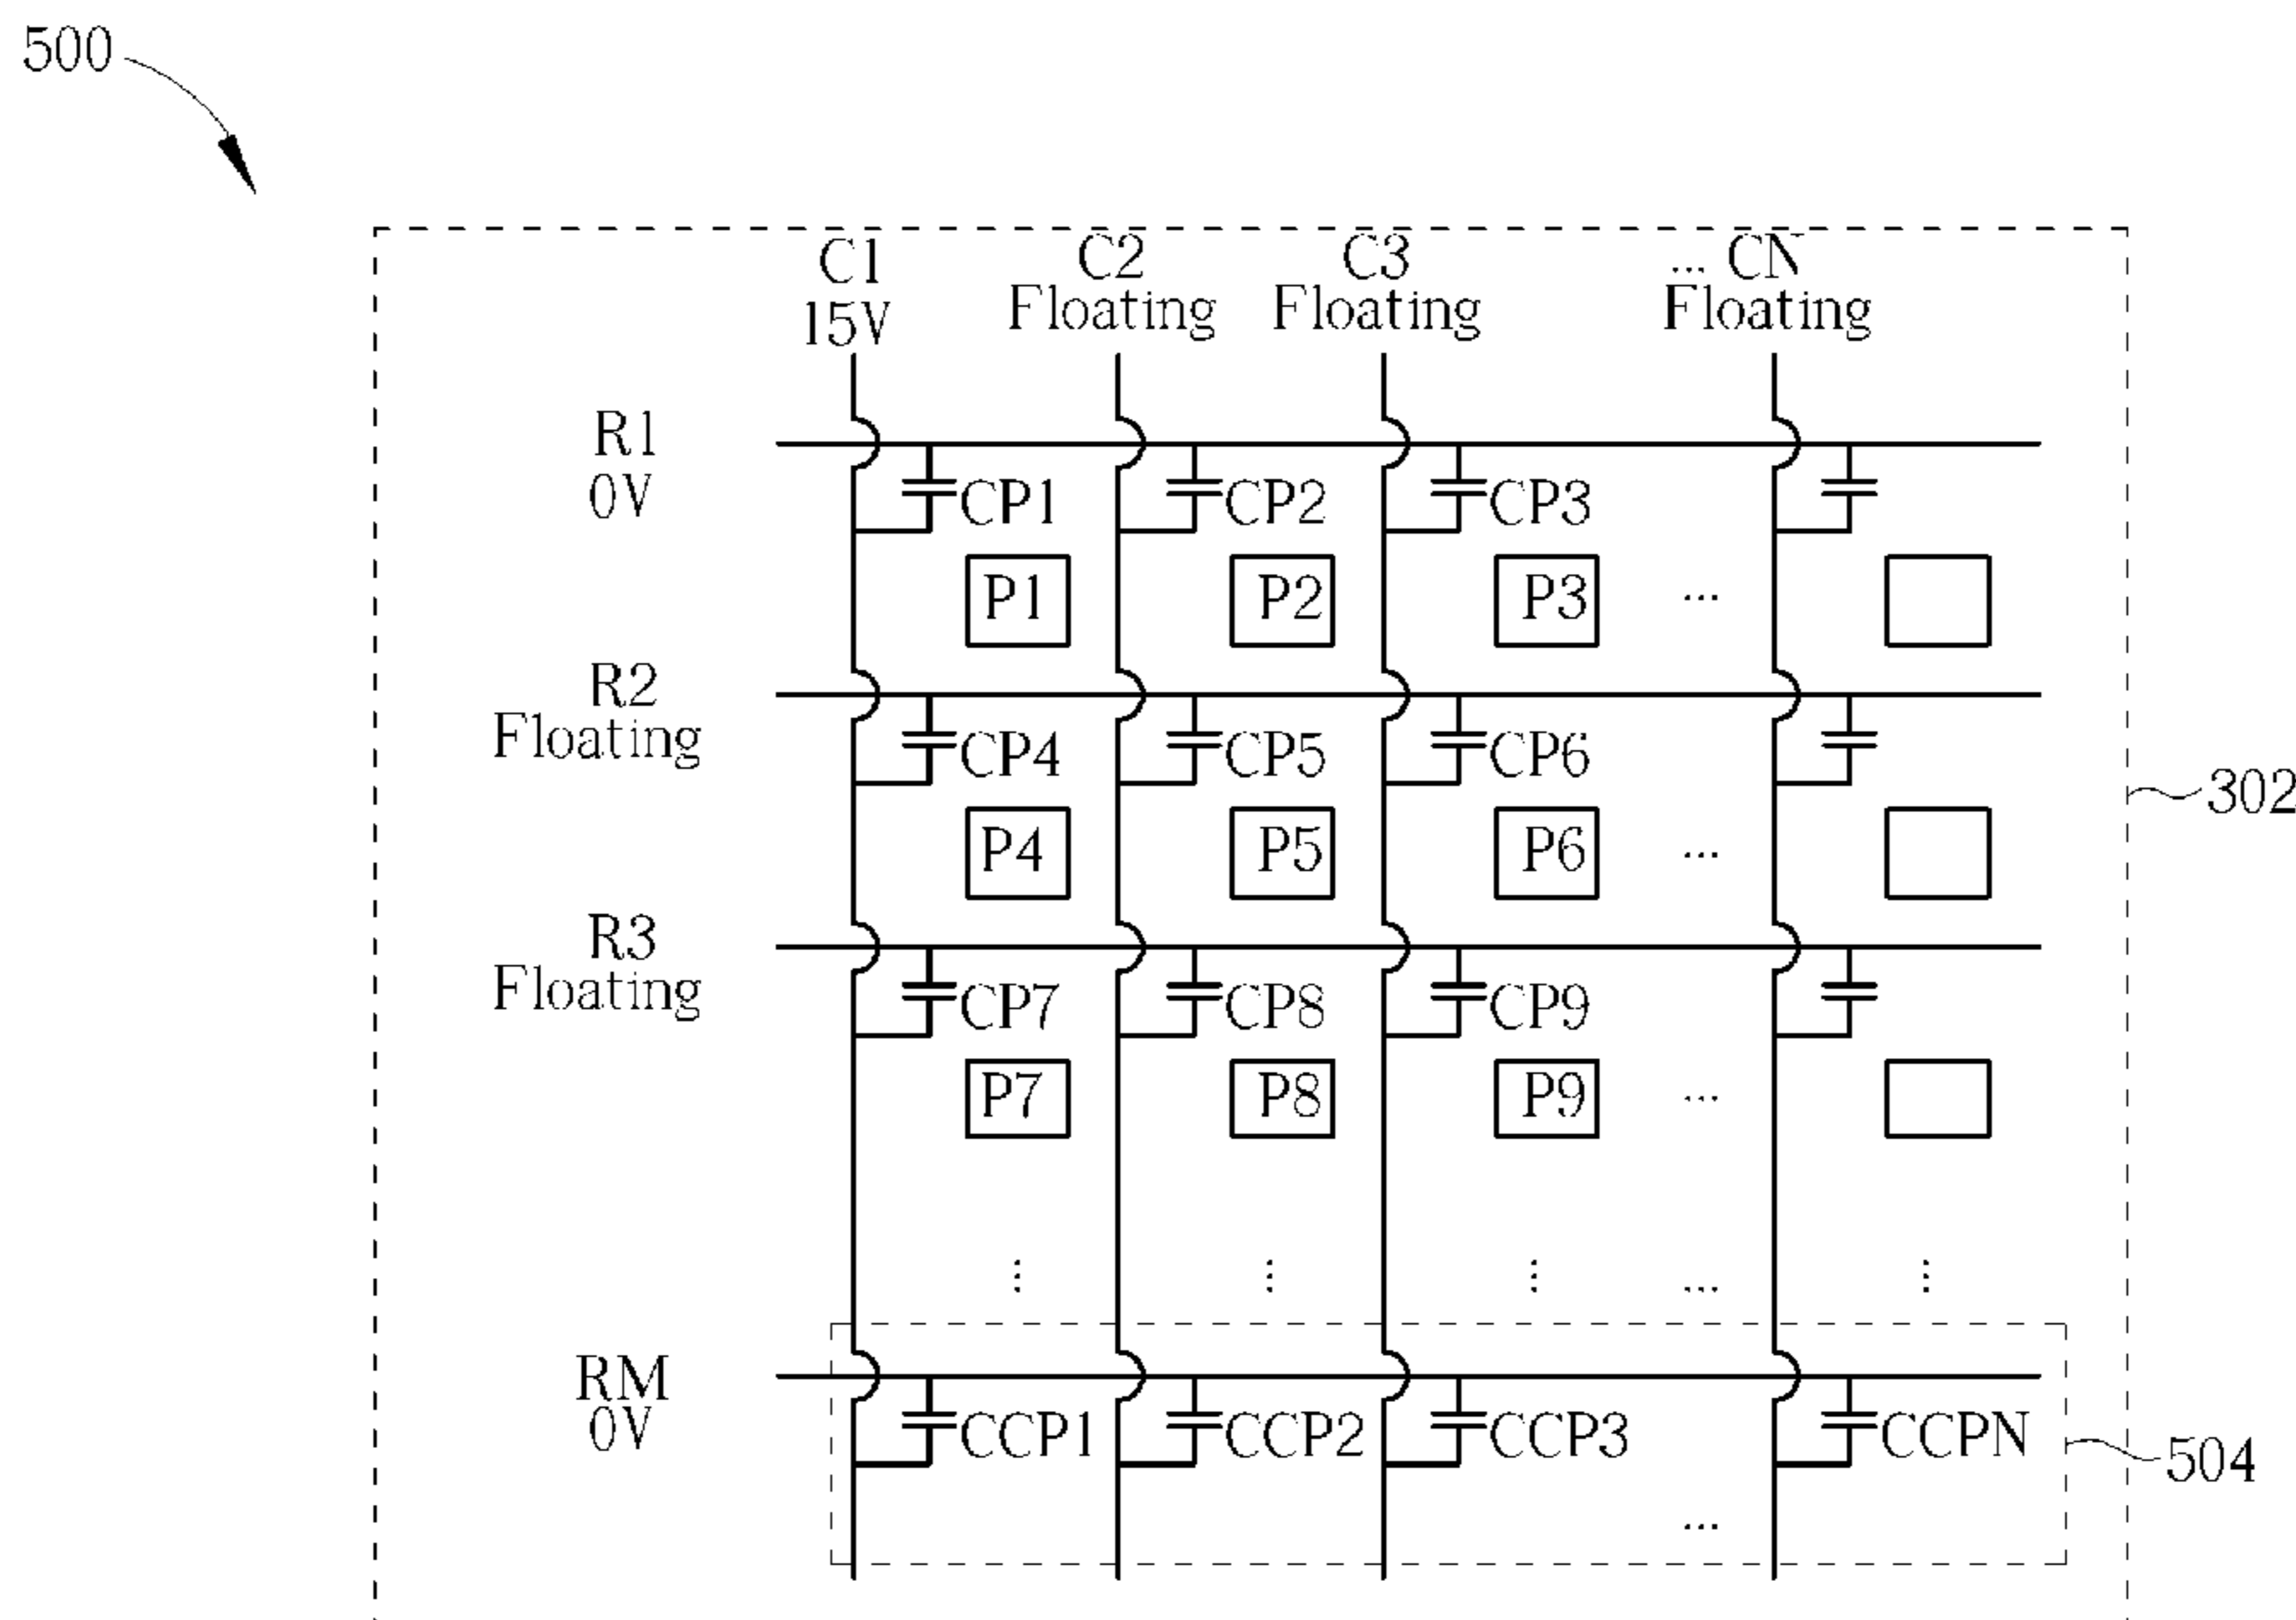 500
C1 C2 C3 ... CN
15V Floating Floating Floating
R1
0V
CP1 CP2 CP3
P1 P2 P3 ...
R2
Floating
CP4 CP5 CP6
302
P4 P5 P6 ...
R3
Floating
CP7 CP8 CP9
P7 P8 P9 ...
⋮ ⋮ ⋮ ... ⋮
RM
0V
CCP1 CCP2 CCP3 CCPN
504
...